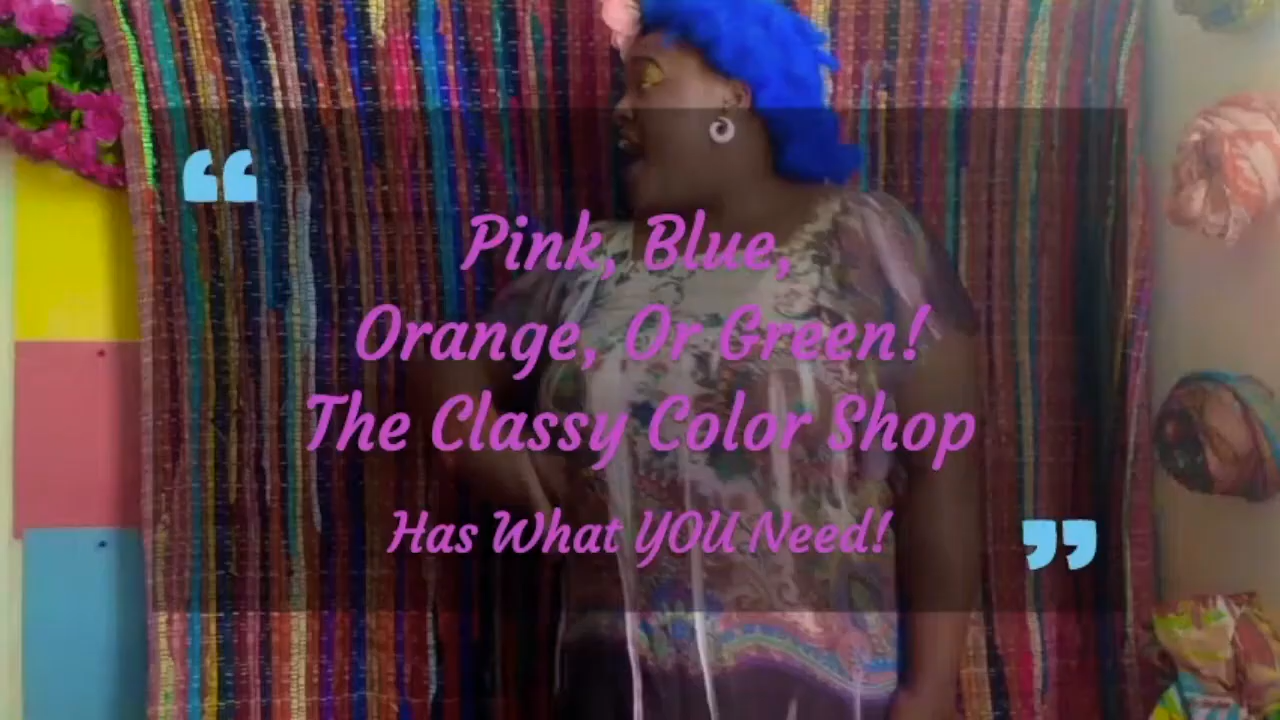 “
Pink, Blue,
Orange, Or Green!
The Classy Color Shop
Has What YOU Need!
”